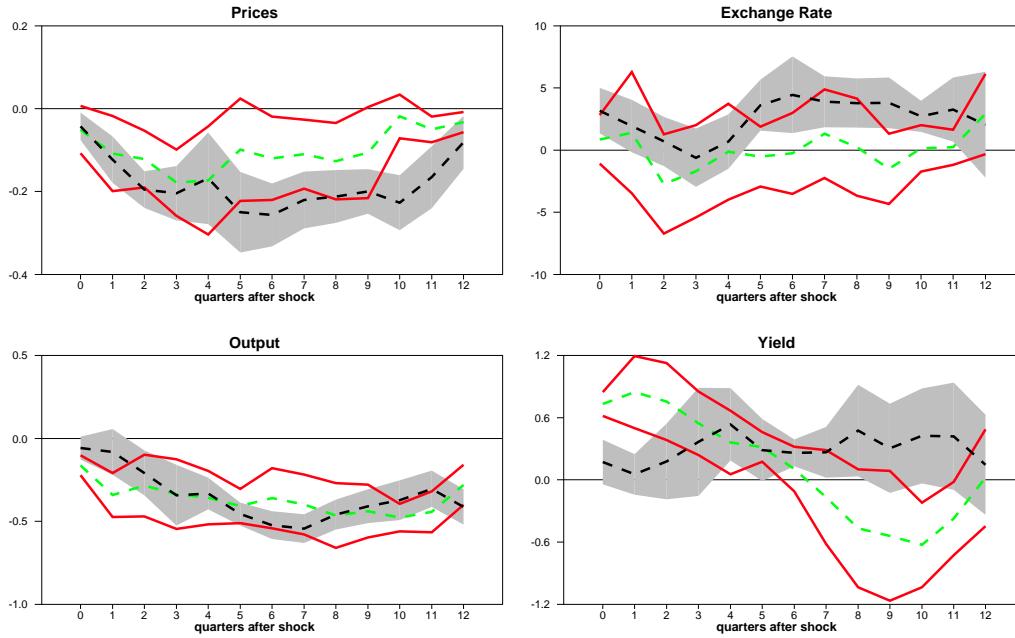 Prices
0.2
0.0
-0.2
-0.4
0 1 2 3 4 5 6 7 8 9 10 11 12
quarters after shock
Exchange Rate
10
5
0
-5
-10
0 1 2 3 4 5 6 7 8 9 10 11 12
quarters after shock
Output
0.5
0.0
-0.5
-1.0
0 1 2 3 4 5 6 7 8 9 10 11 12
quarters after shock
Yield
1.2
0.6
0.0
-0.6
-1.2
0 1 2 3 4 5 6 7 8 9 10 11 12
quarters after shock